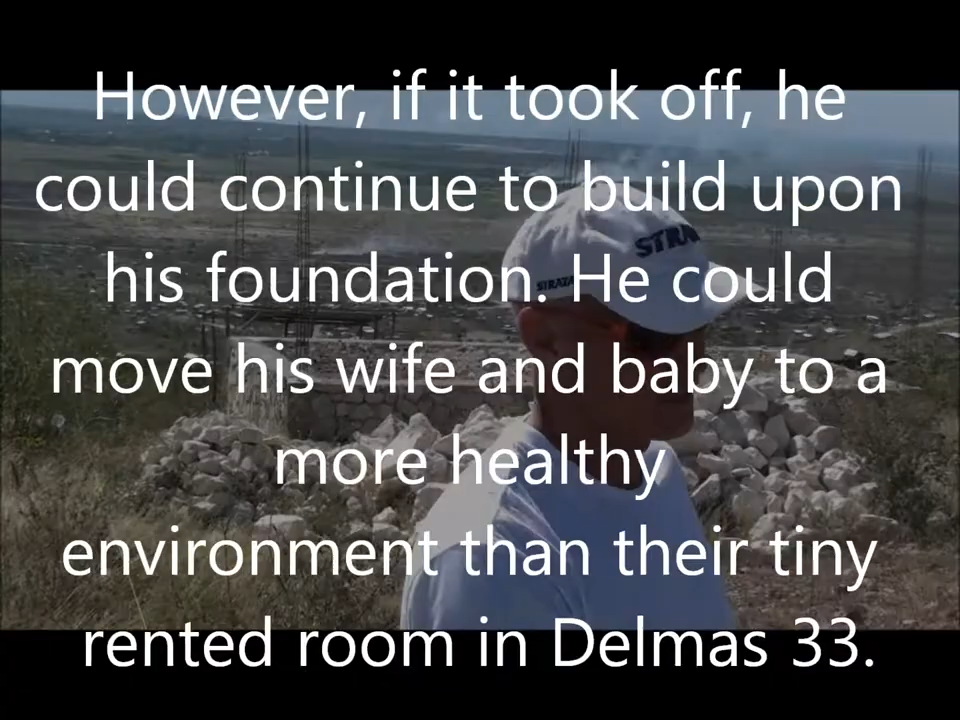 However, if it took off, he
could continue to build upon
his foundation. He could
move his wife and baby to a
more healthy
environment than their tiny
rented room in Delmas 33.
STRATA